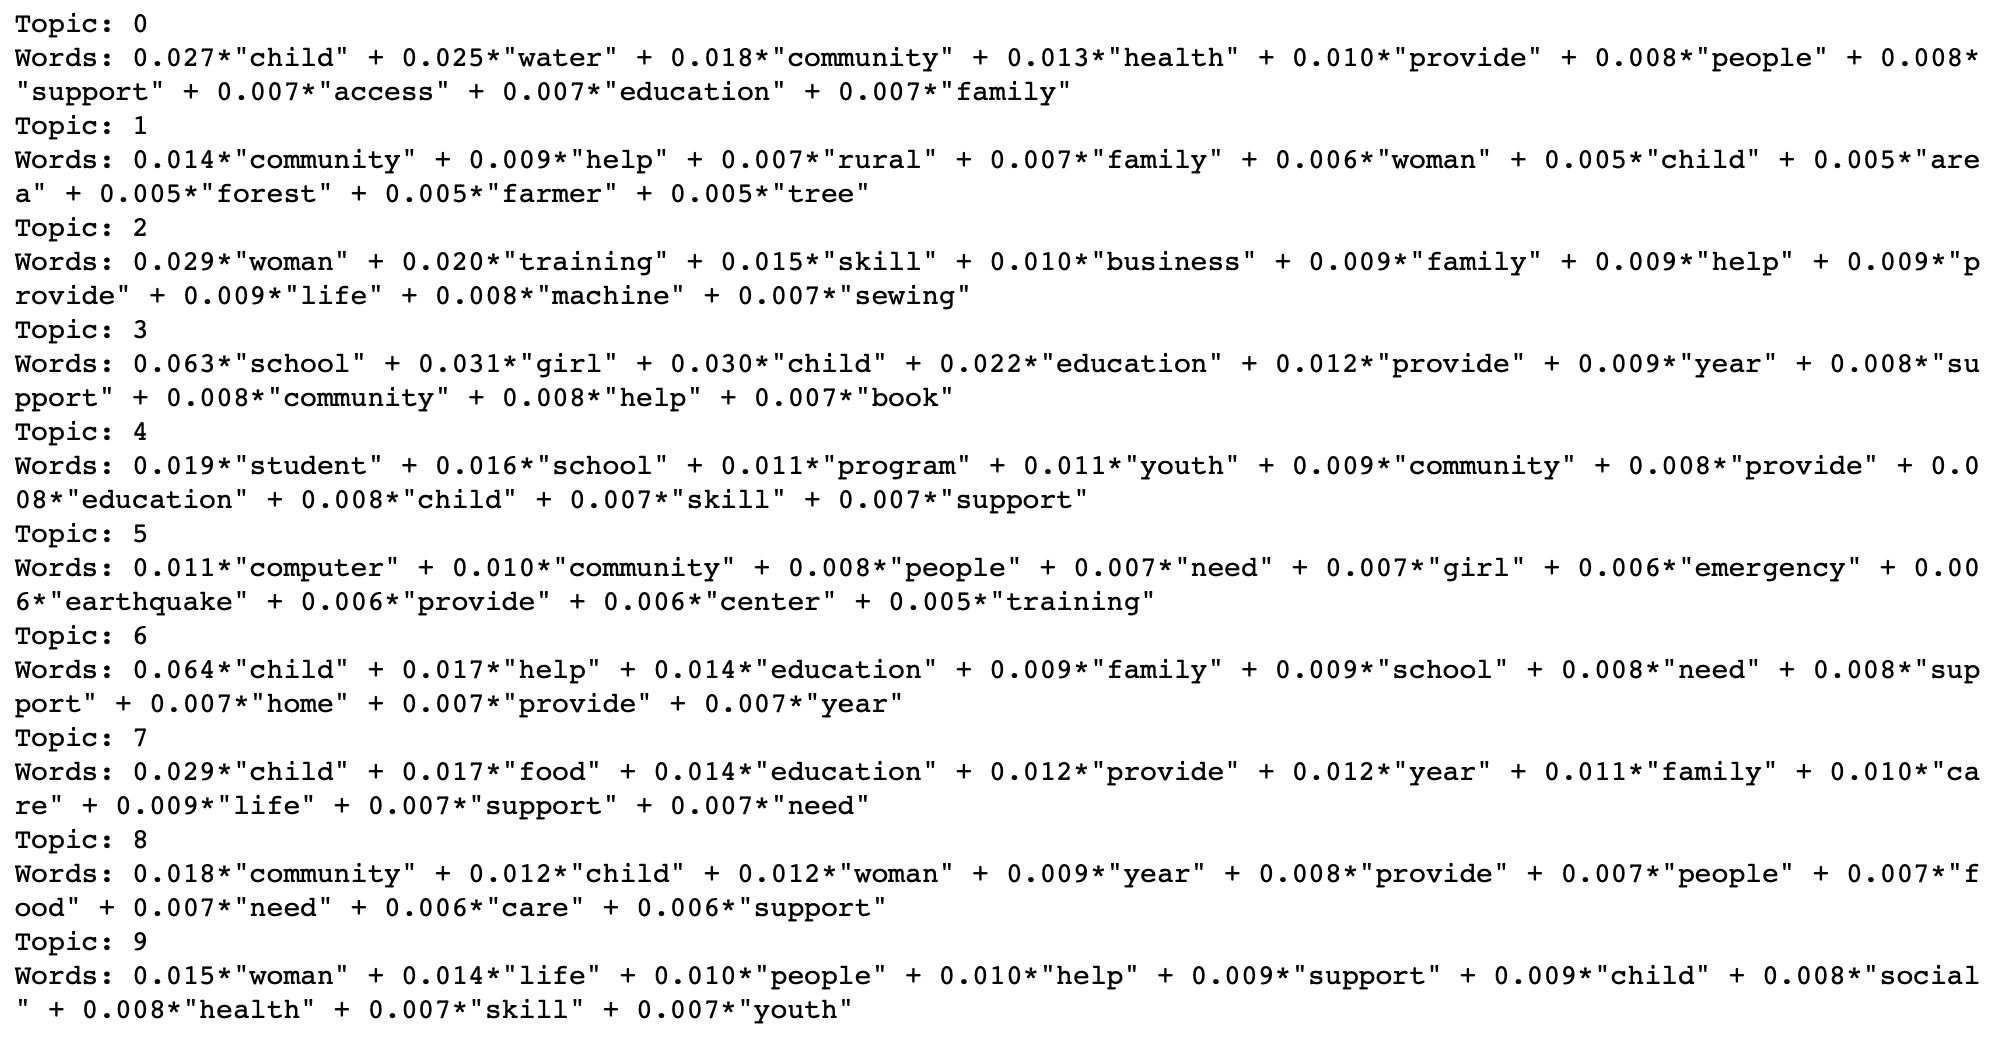 Topic: 0
Words: 0.027*"child" + 0.025*"water" + 0.018*"community" + 0.013*"health" + 0.010*"provide" + 0.008*"people" + 0.008*
"support" + 0.007*"access" + 0.007*"education" + 0.007*"family"
Topic: 1
Words: 0.014*"community" + 0.009*"help" + 0.007*"rural" + 0.007*"family" + 0.006*"woman" + 0.005*"child" + 0.005*"are
a" + 0.005*"forest" + 0.005*"farmer" + 0.005*"tree"
Topic: 2
Words: 0.029*"woman" + 0.020*"training" + 0.015*"skill" + 0.010*"business" + 0.009*"family" + 0.009*"help" + 0.009*"p
rovide" + 0.009*"life" + 0.008*"machine" + 0.007*"sewing"
Topic: 3
Words: 0.063*"school" + 0.031*"girl" + 0.030*"child" + 0.022*"education" + 0.012*"provide" + 0.009*"year" + 0.008*"su
pport" + 0.008*"community" + 0.008*"help" + 0.007*"book"
Topic: 4
Words: 0.019*"student" + 0.016*"school" + 0.011*"program" + 0.011*"youth" + 0.009*"community" + 0.008*"provide" + 0.0
08*"education" + 0.008*"child" + 0.007*"skill" + 0.007*"support"
Topic: 5
Words: 0.011*"computer" + 0.010*"community" + 0.008*"people" + 0.007*"need" + 0.007*"girl" + 0.006*"emergency" + 0.00
6*"earthquake" + 0.006*"provide" + 0.006*"center" + 0.005*"training"
Topic: 6
Words: 0.064*"child" + 0.017*"help" + 0.014*"education" + 0.009*"family" + 0.009*"school" + 0.008*"need" + 0.008*"sup
port" + 0.007*"home" + 0.007*"provide" + 0.007*"year"
Topic: 7
Words: 0.029*"child" + 0.017*"food" + 0.014*"education" + 0.012*"provide" + 0.012*"year" + 0.011*"family" + 0.010*"ca
re" + 0.009*"life" + 0.007*"support" + 0.007*"need"
Topic: 8
Words: 0.018*"community" + 0.012*"child" + 0.012*"woman" + 0.009*"year" + 0.008*"provide" + 0.007*"people" + 0.007*"f
ood" + 0.007*"need" + 0.006*"care" + 0.006*"support"
Topic: 9
Words: 0.015*"woman" + 0.014*"life" + 0.010*"people" + 0.010*"help" + 0.009*"support" + 0.009*"child" + 0.008*"social
" + 0.008*"health" + 0.007*"skill" + 0.007*"youth"